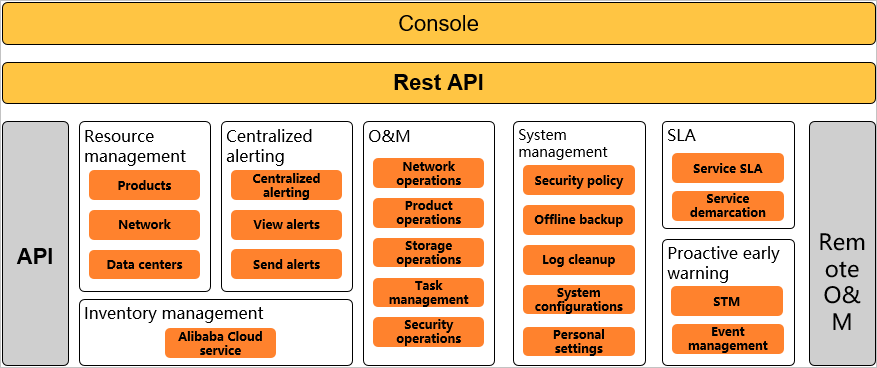 Console
Rest API
API
Resource
management
Products
Network
Data centers
Centralized
alerting
Centralized
alerting
View alerts
Send alerts
Inventory management
Alibaba Cloud
service
O&M
Network
operations
Product
operations
Storage
operations
Task
management
Security
operations
System
management
Security policy
Offline backup
Log cleanup
System
configurations
Personal
settings
SLA
Service SLA
Service
demarcation
Proactive early
warning
STM
Event
management
Rem
ote
O&
M